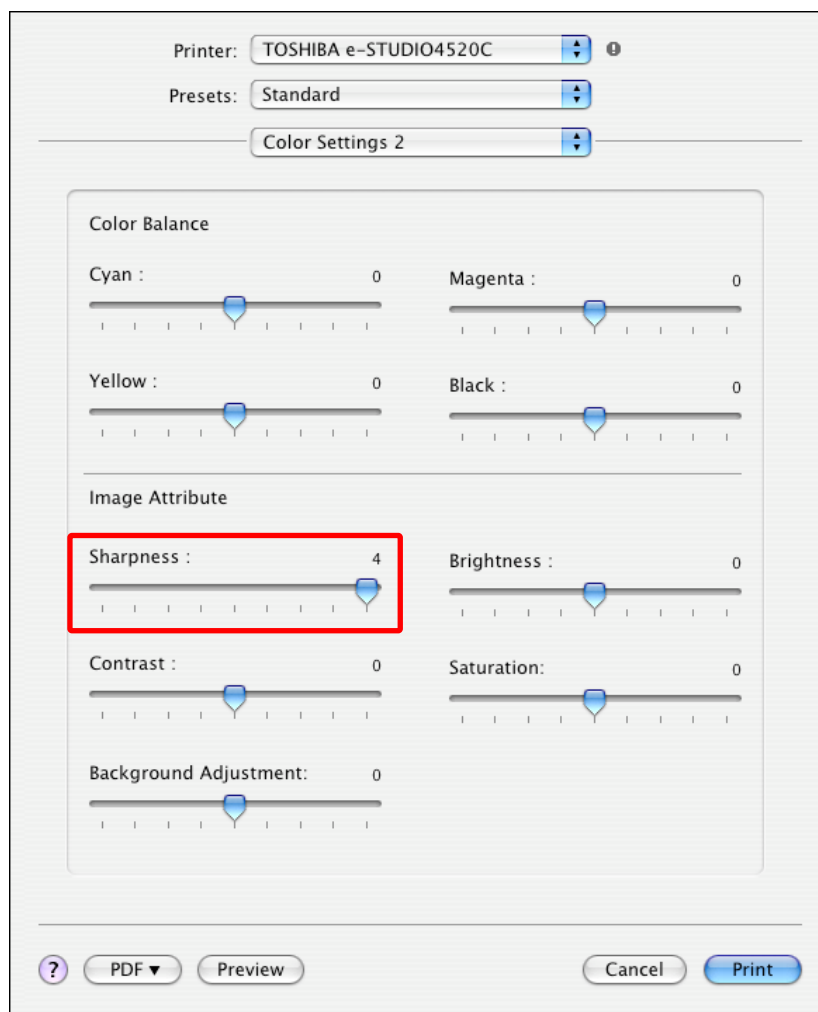 Printer: TOSHIBA e-STUDIO4520C
Presets: Standard
Color Settings 2
Color Balance
Cyan : 0 Magenta : 0
Yellow : 0 Black : 0
Image Attribute
Sharpness : 4 Brightness : 0
Contrast : 0 Saturation: 0
Background Adjustment: 0
? PDF▼ Preview Cancel Print